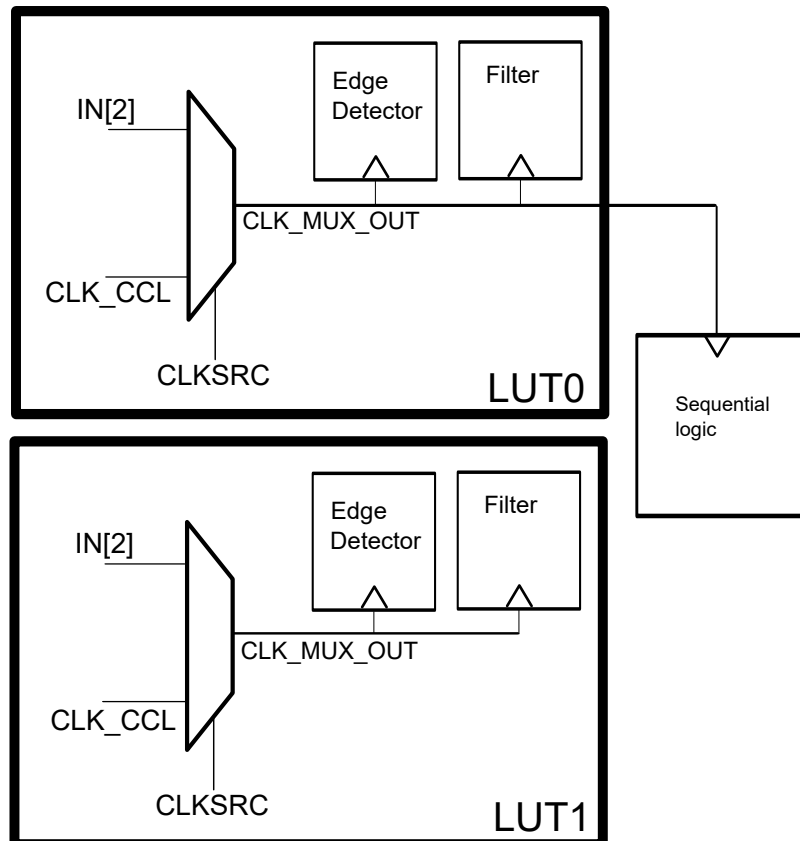 Edge
Detector
Filter
IN[2]
CLK_MUX_OUT
CLK_CCL
CLKSRC
LUT0
Sequential
logic
Edge
Detector
Filter
IN[2]
CLK_MUX_OUT
CLK_CCL
CLKSRC
LUT1